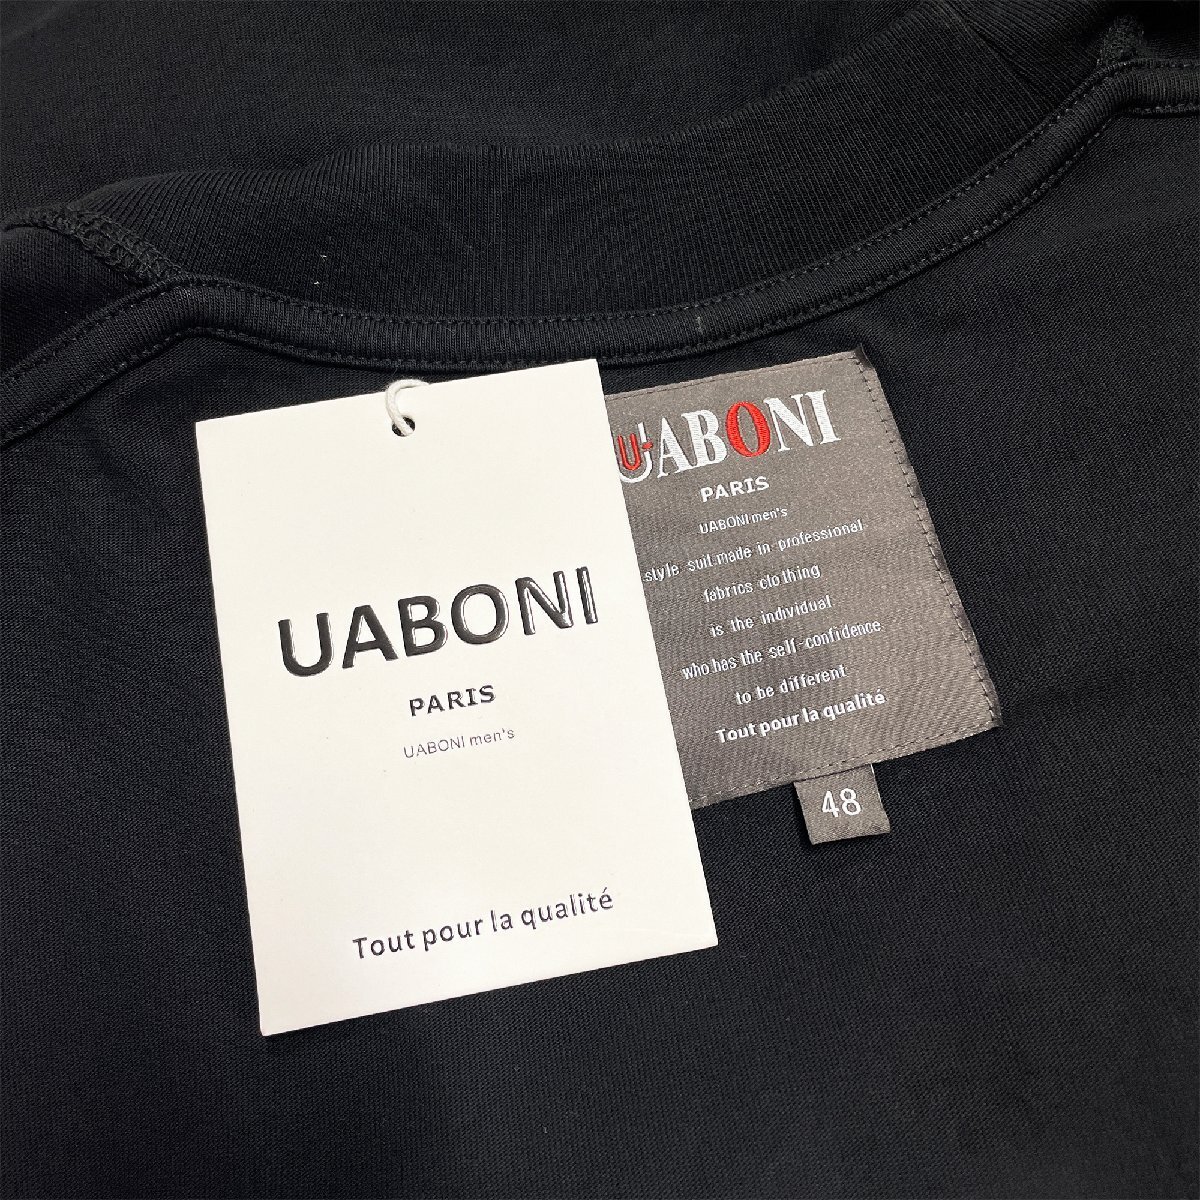 UABONI
PARIS
UABONI men's
Tout pour la qualité
UABONI
PARIS
UABONI men's
style suit made in professional
fabrics clothing
is the individual
who has the self-confidence
to be different
Tout pour la qualité
48